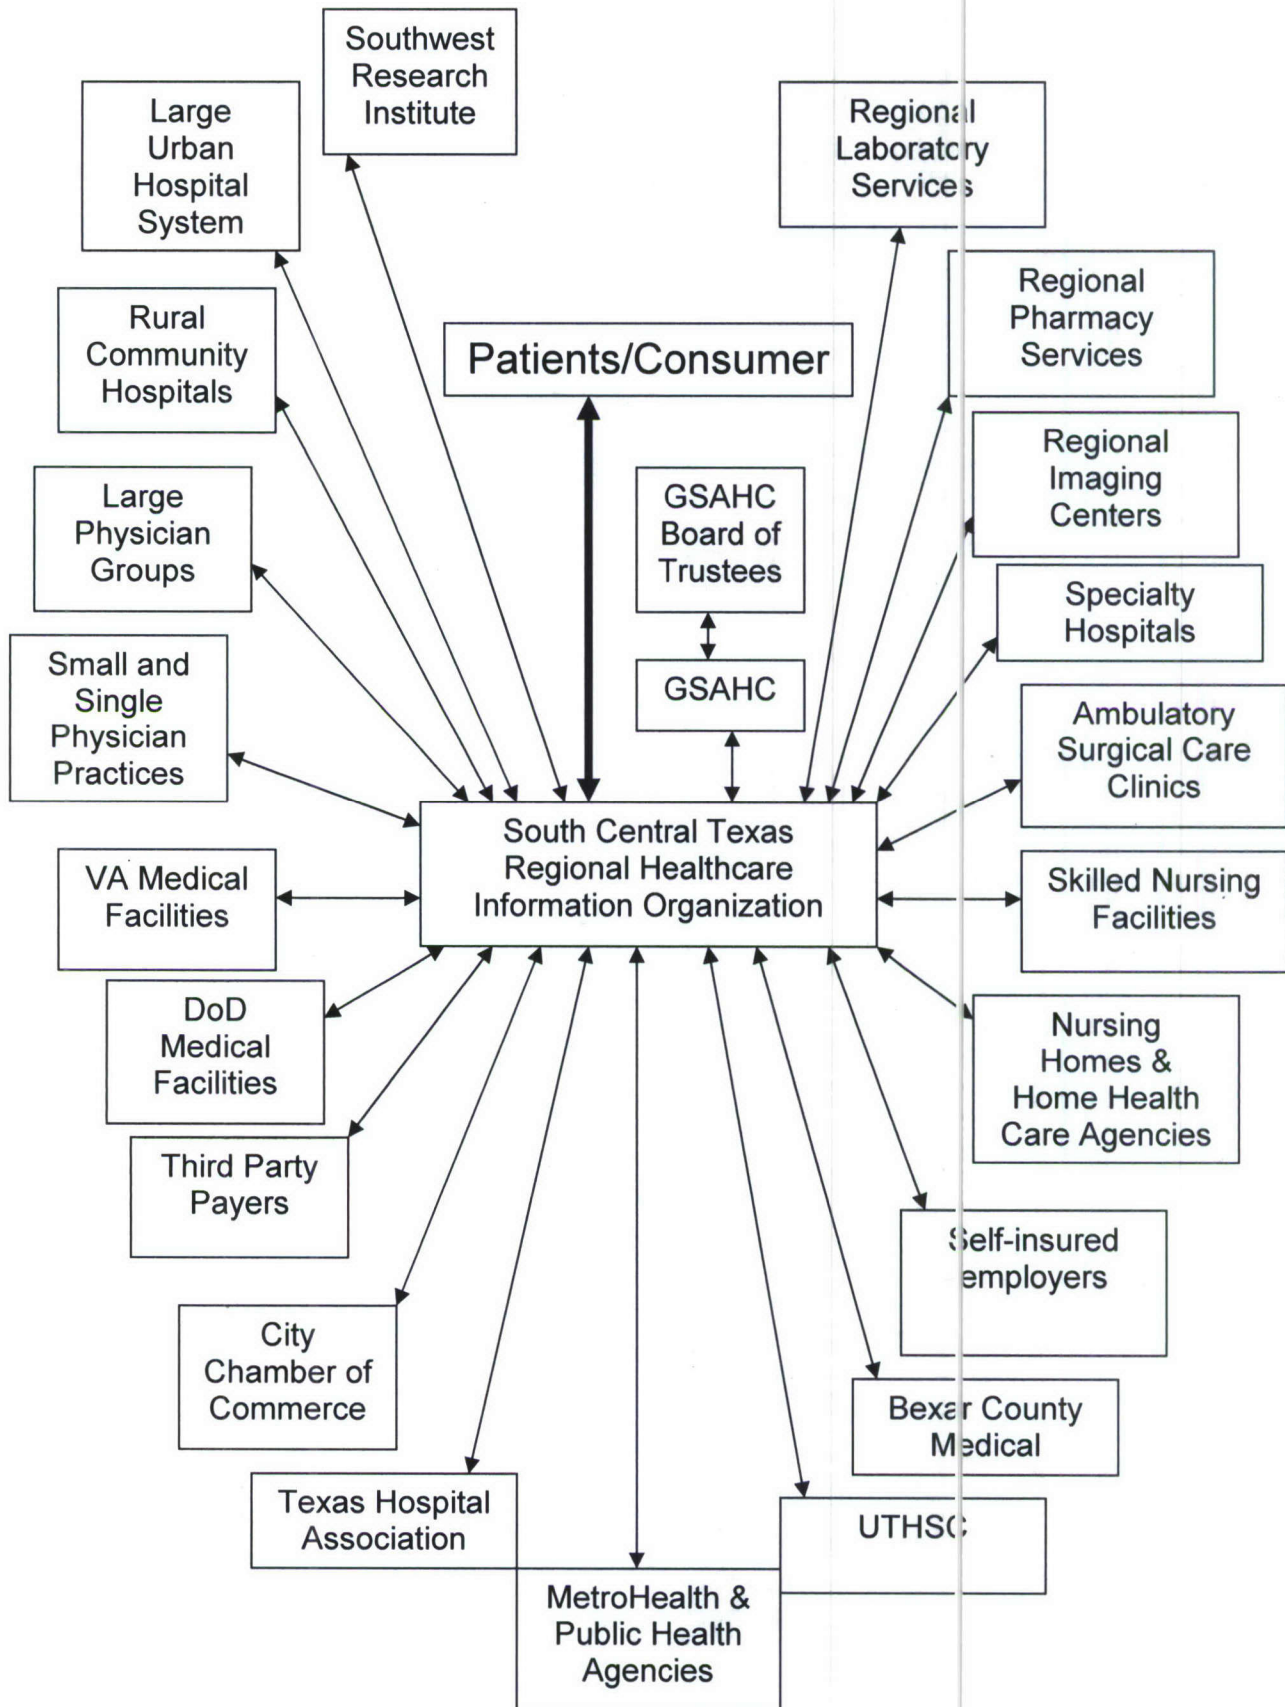 Southwest
Research
Institute
Large
Urban
Hospital
System
Regional
Laboratory
Services
Rural
Community
Hospitals
Regional
Pharmacy
Services
Patients/Consumer
Large
Physician
Groups
GSAHC
Board of
Trustees
Regional
Imaging
Centers
Specialty
Hospitals
Small and
Single
Physician
Practices
GSAHC
Ambulatory
Surgical Care
Clinics
South Central Texas
Regional Healthcare
Information Organization
VA Medical
Facilities
Skilled Nursing
Facilities
DoD
Medical
Facilities
Nursing
Homes &
Home Health
Care Agencies
Third Party
Payers
Self-insured
employers
City
Chamber of
Commerce
Bexar County
Medical
Texas Hospital
Association
UTHSC
MetroHealth &
Public Health
Agencies